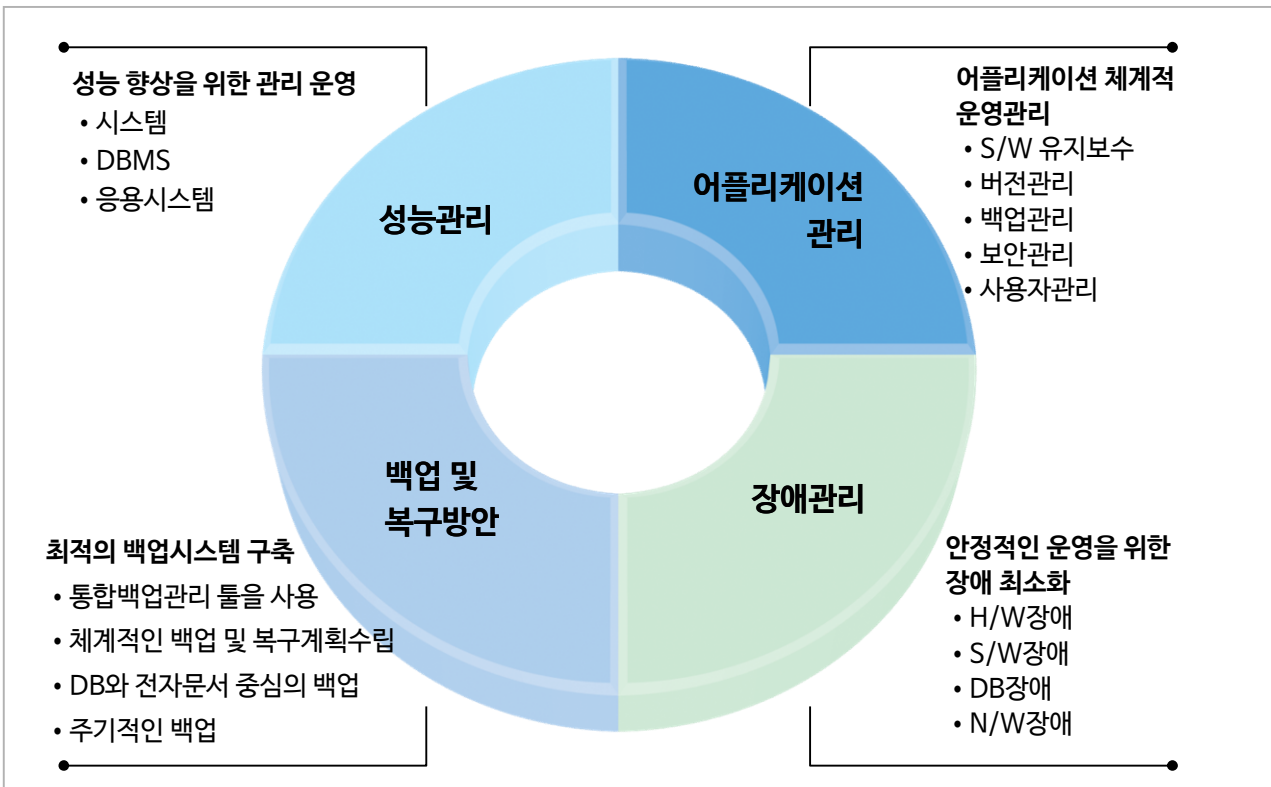 성능 향상을 위한 관리 운영
• 시스템
• DBMS
• 응용시스템
성능관리
어플리케이션
관리
어플리케이션 체계적
운영관리
• S/W 유지보수
• 버전관리
• 백업관리
• 보안관리
• 사용자관리
백업 및
복구방안
최적의 백업시스템 구축
• 통합백업관리 툴을 사용
• 체계적인 백업 및 복구계획수립
• DB와 전자문서 중심의 백업
• 주기적인 백업
장애관리
안정적인 운영을 위한
장애 최소화
• H/W장애
• S/W장애
• DB장애
• N/W장애